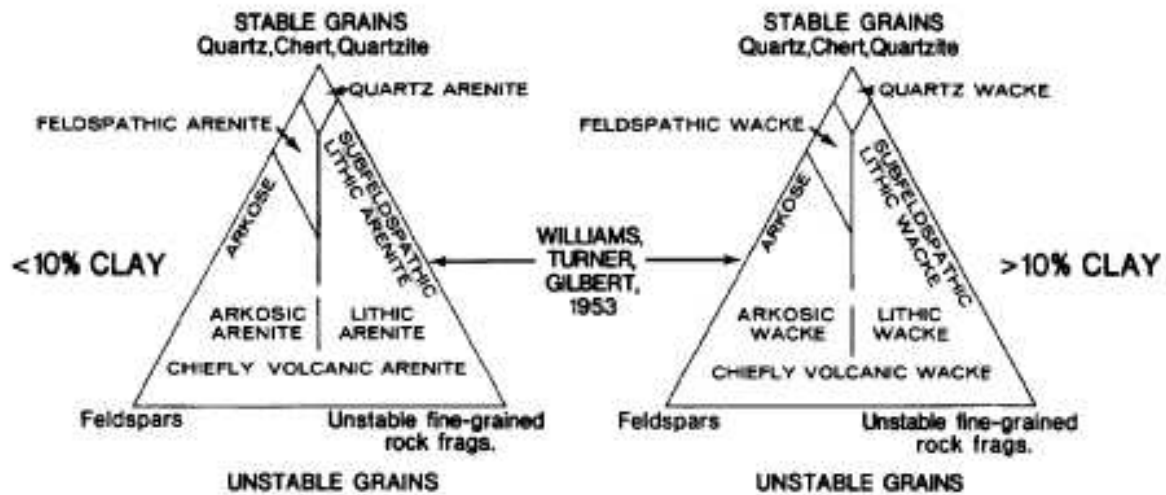 STABLE GRAINS
Quartz,Chert,Quartzite
QUARTZ ARENITE
FELDSPATHIC ARENITE
SUBFELDSPATHIC
LITHIC ARENITE
ARKOSE
<10% CLAY
ARKOSIC
ARENITE
LITHIC
ARENITE
CHIEFLY VOLCANIC ARENITE
Feldspars
Unstable fine-grained
rock frags.
UNSTABLE GRAINS
WILLIAMS,
TURNER,
GILBERT,
1953
STABLE GRAINS
Quartz,Chert,Quartzite
QUARTZ WACKE
FELDSPATHIC WACKE
SUBFELDSPATHIC
LITHIC WACKE
ARKOSE
>10% CLAY
ARKOSIC
WACKE
LITHIC
WACKE
CHIEFLY VOLCANIC WACKE
Feldspars
Unstable fine-grained
rock frags.
UNSTABLE GRAINS